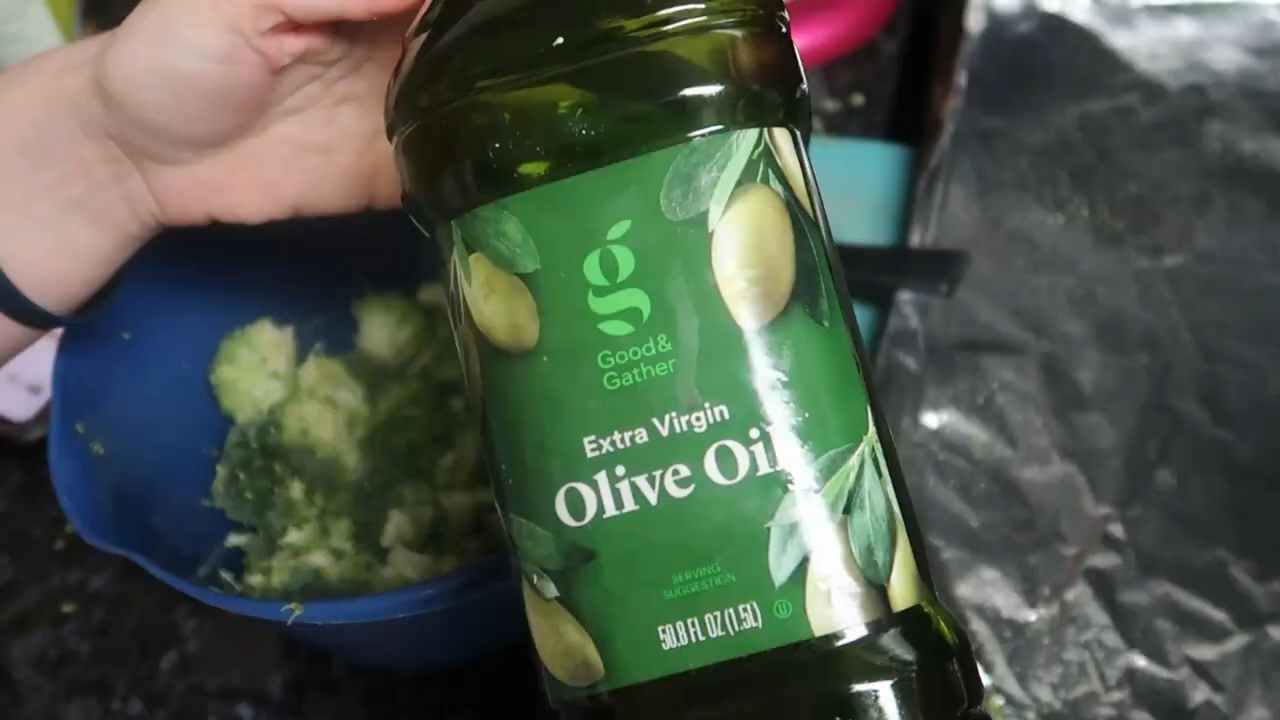 g
Good&
Gather
Extra Virgin
Olive Oil
SERVING
SUGGESTION
50.8 FL OZ (1.5L)
U